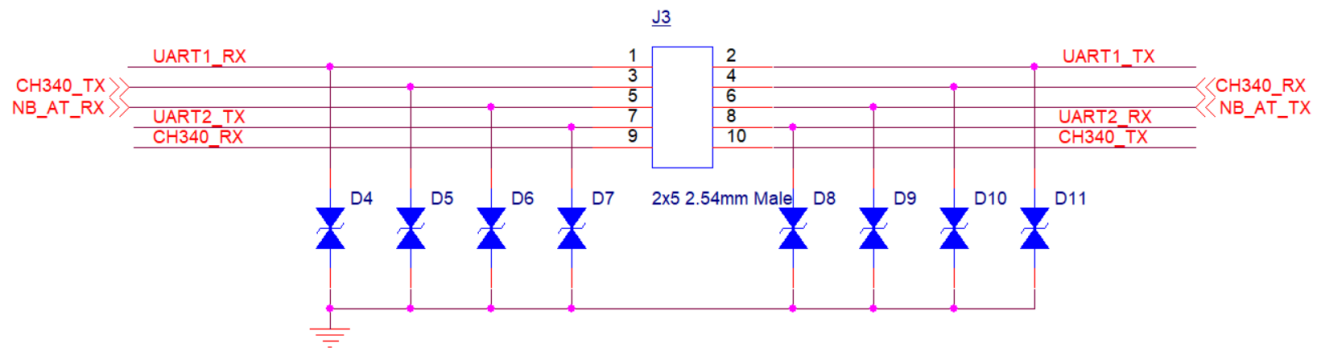 J3
UART1_RX 1 2 UART1_TX
CH340_TX 3 4 CH340_RX
NB_AT_RX 5 6 NB_AT_TX
UART2_TX 7 8 UART2_RX
CH340_RX 9 10 CH340_TX
D4 D5 D6 D7 2x5 2.54mm Male D8 D9 D10 D11